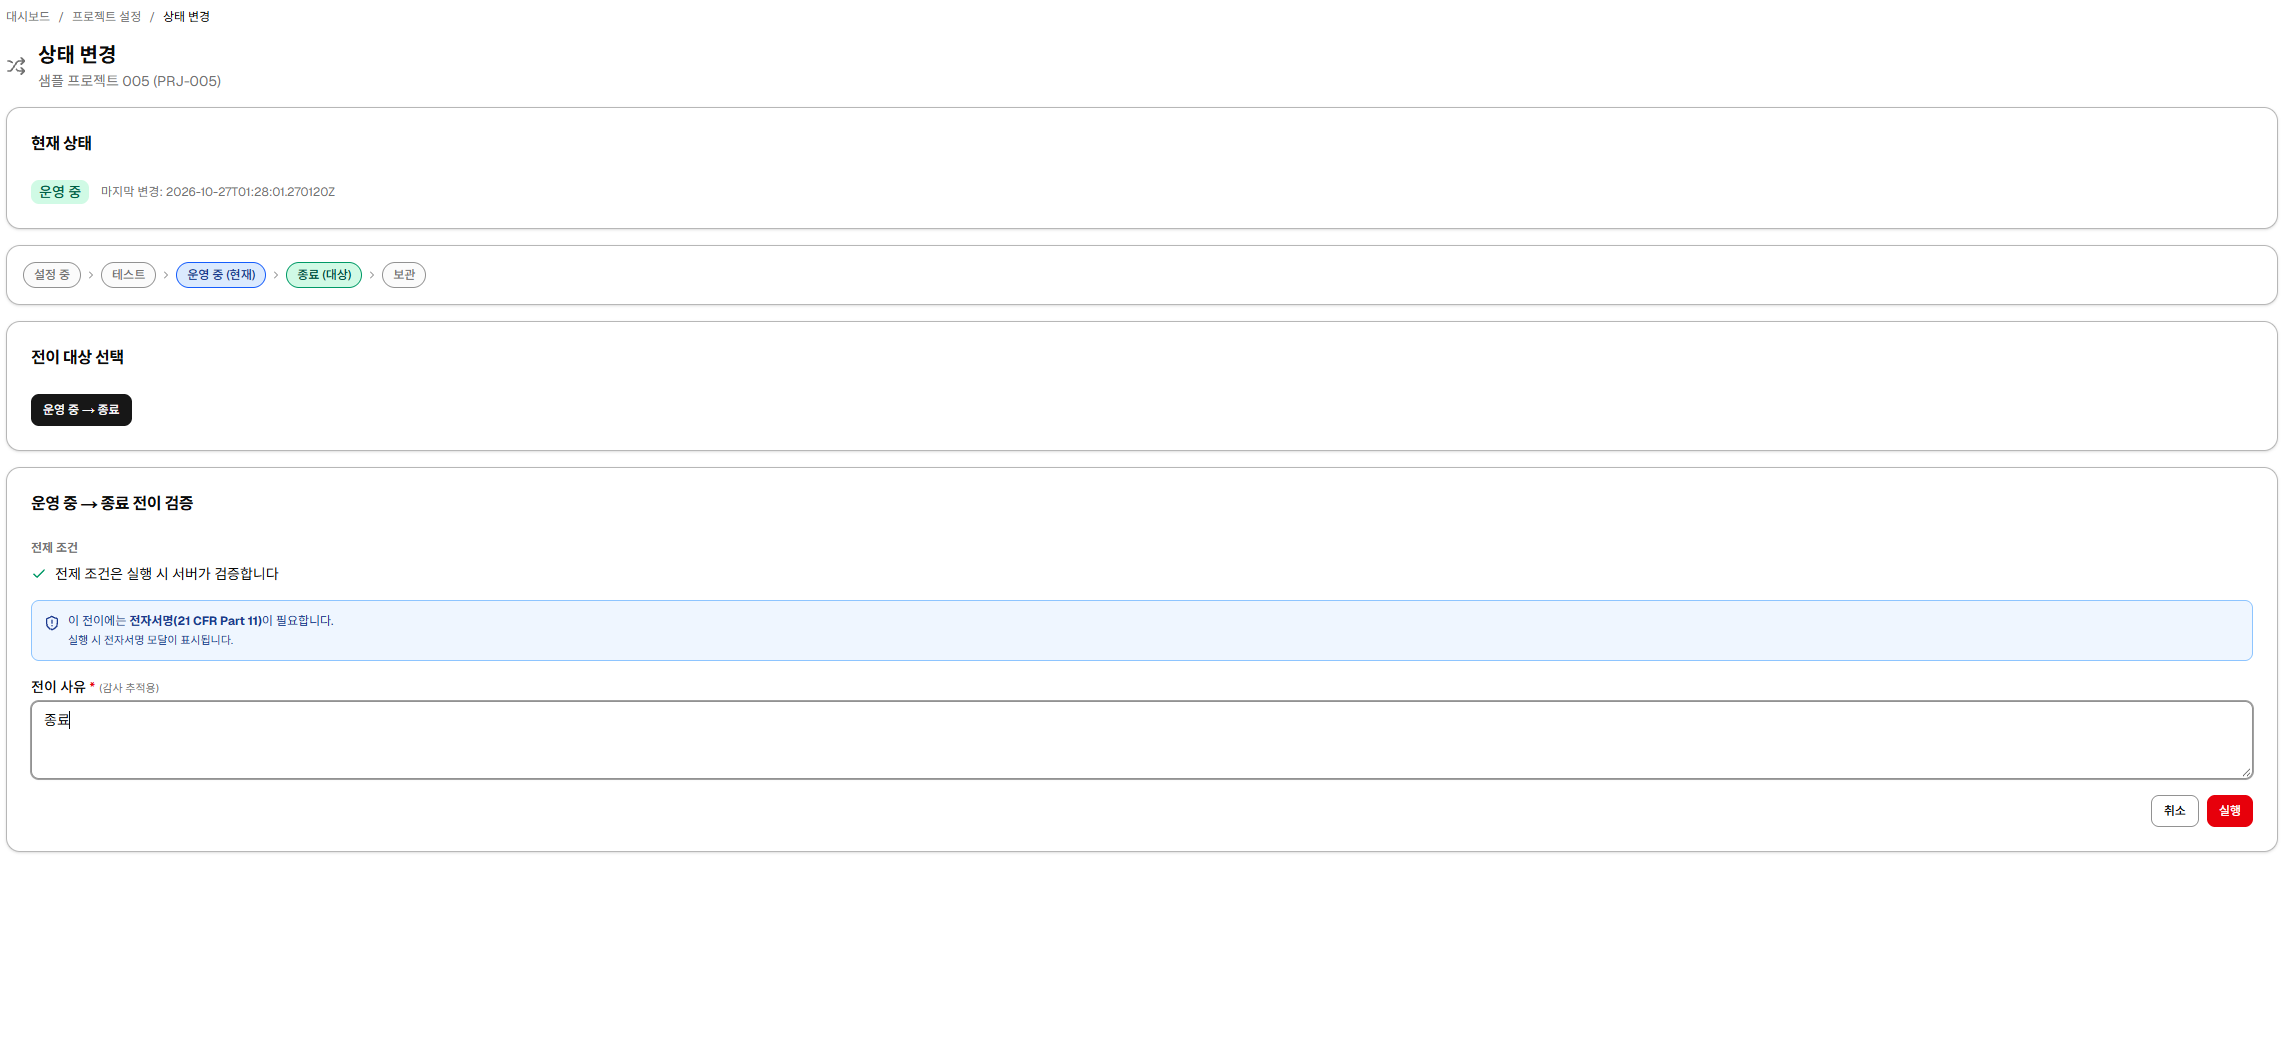 대시보드 / 프로젝트 설정 / 상태 변경
상태 변경
샘플 프로젝트 005 (PRJ-005)
현재 상태
운영 중 마지막 변경: 2026-10-27T01:28:01.270120Z
설정 중 > 테스트 > 운영 중 (현재) > 종료 (대상) > 보관
전이 대상 선택
운영 중 → 종료
운영 중 → 종료 전이 검증
전제 조건
전제 조건은 실행 시 서버가 검증합니다
이 전이에는 전자서명(21 CFR Part 11)이 필요합니다.
실행 시 전자서명 모달이 표시됩니다.
전이 사유 * (감사 추적용)
종료
취소 실행